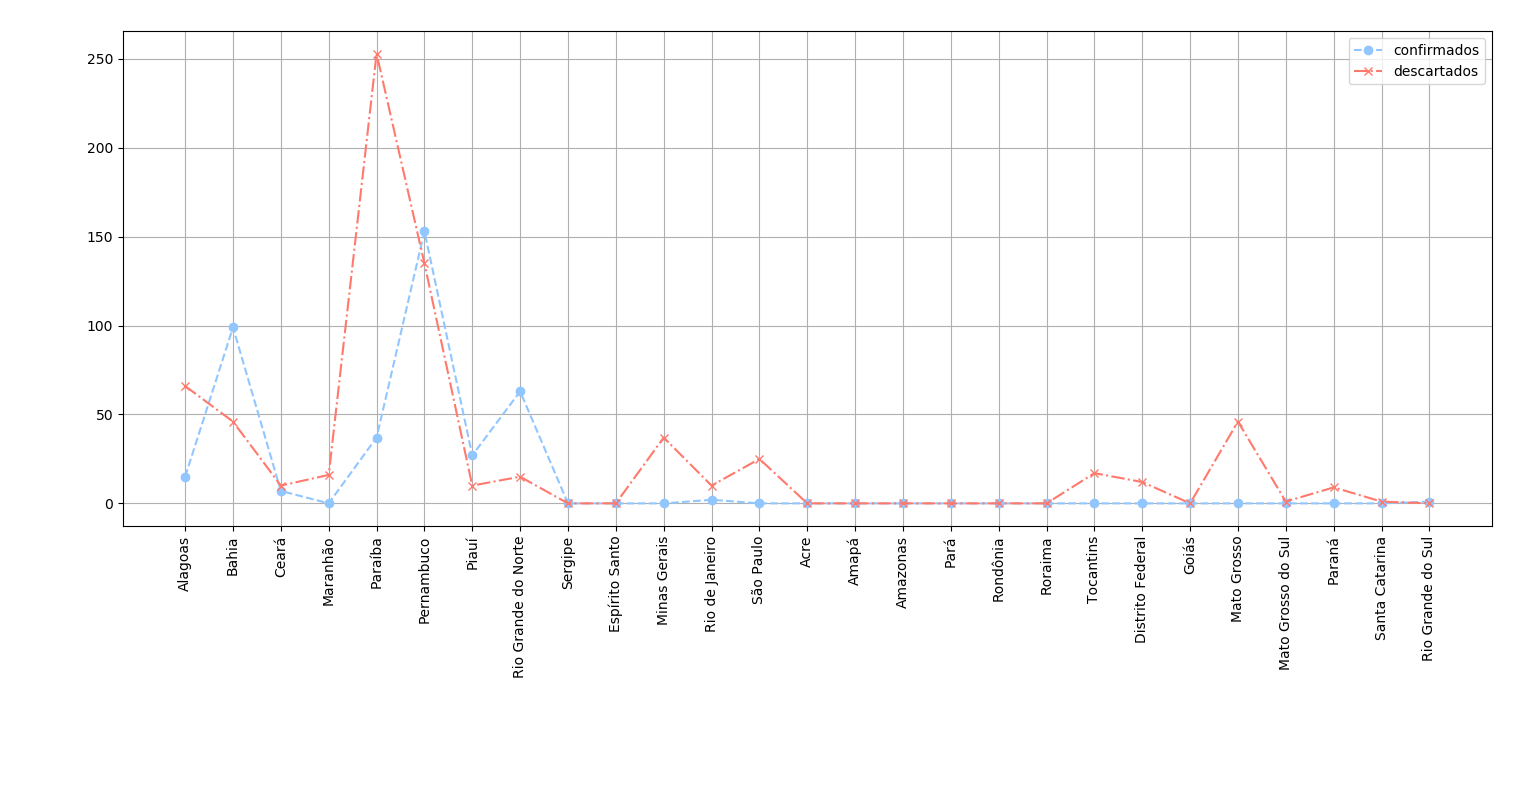 confirmados
descartados
250
200
150
100
50
0
Alagoas
Bahia
Ceará
Maranhão
Paraíba
Pernambuco
Piauí
Rio Grande do Norte
Sergipe
Espírito Santo
Minas Gerais
Rio de Janeiro
São Paulo
Acre
Amapá
Amazonas
Pará
Rondônia
Roraima
Tocantins
Distrito Federal
Goiás
Mato Grosso
Mato Grosso do Sul
Paraná
Santa Catarina
Rio Grande do Sul